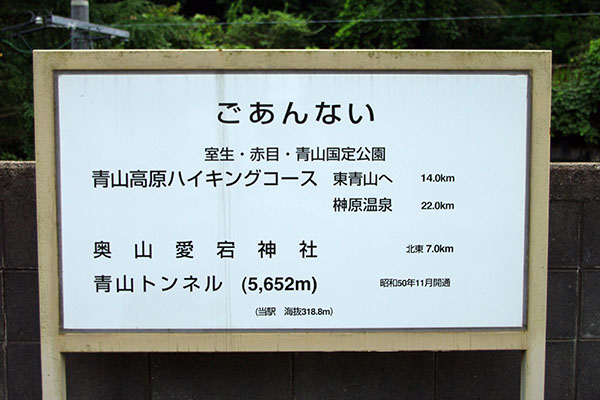 ごあんない
室生・赤目・青山国定公園
青山高原ハイキングコース 東青山へ 14.0km
榊原温泉 22.0km
奥山愛宕神社 北東 7.0km
青山トンネル (5,652m) 昭和50年11月開通
(当駅 海抜318.8m)